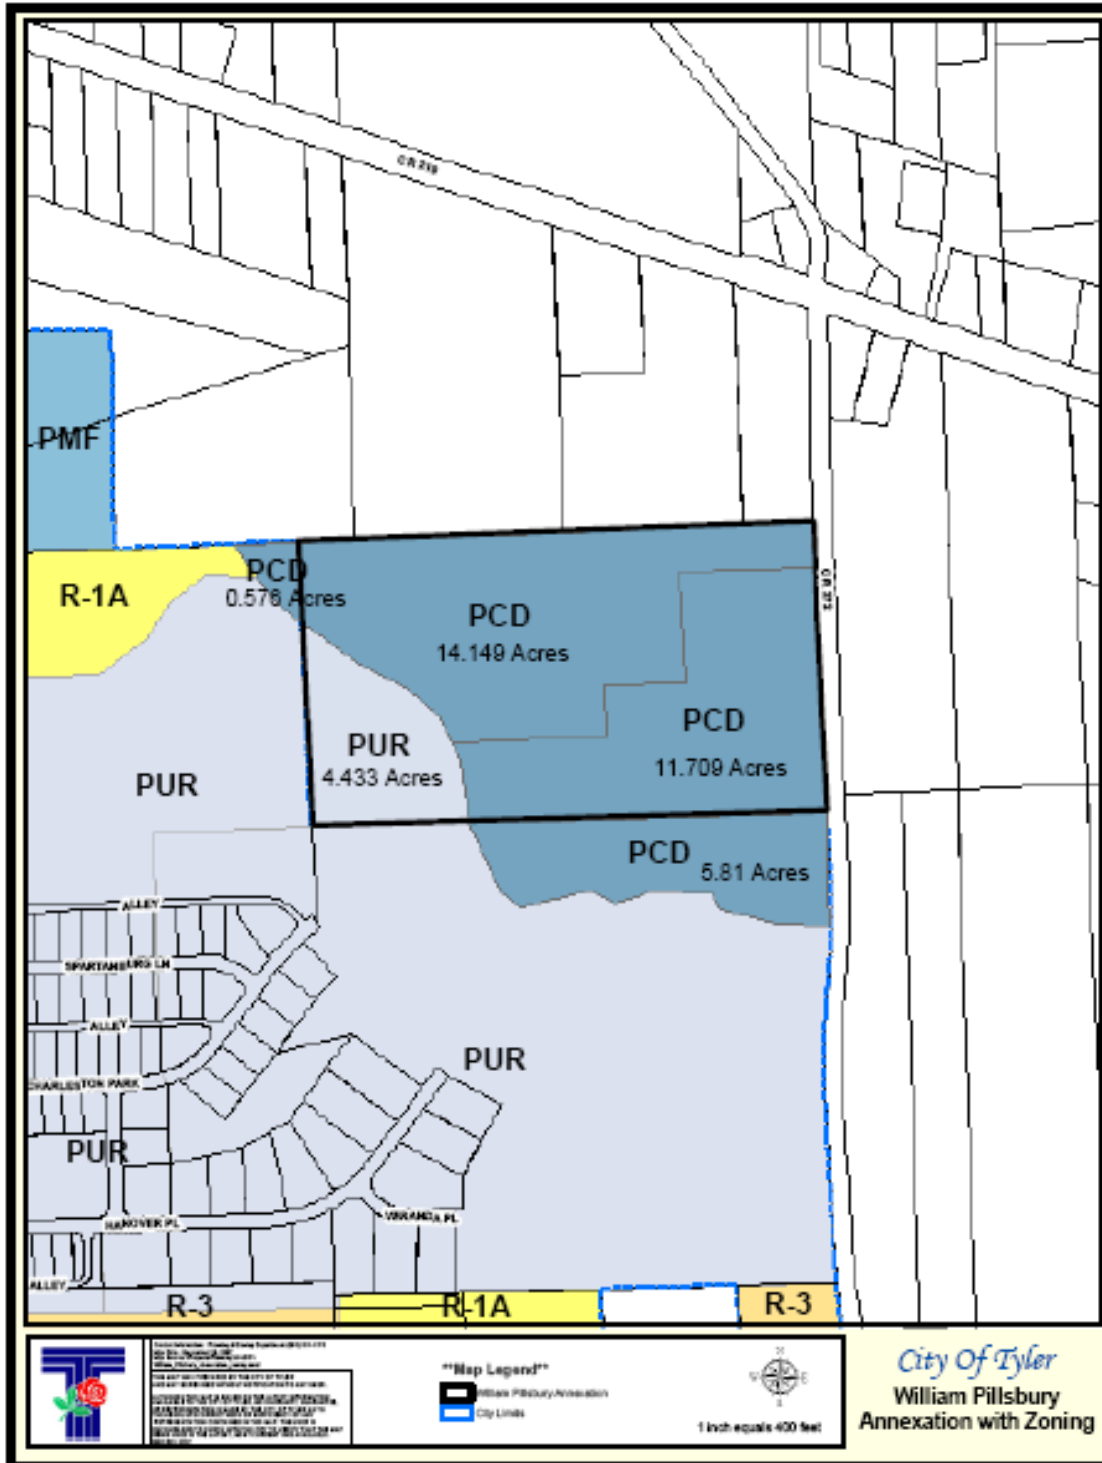 CR 219
PMF
R-1A
PCD
0.576 Acres
PCD
14.149 Acres
CR 272
PCD
11.709 Acres
PUR
4.433 Acres
PUR
PCD
5.81 Acres
ALLEY
SPARTANBURG LN
ALLEY
CHARLESTON PARK
PUR
PUR
HANOVER PL
VERANDA PL
ALLEY
R-3
R-1A
R-3
**Map Legend**
William Pillsbury Annexation
City Limits
N
W E
S
1 inch equals 400 feet
City Of Tyler
William Pillsbury
Annexation with Zoning